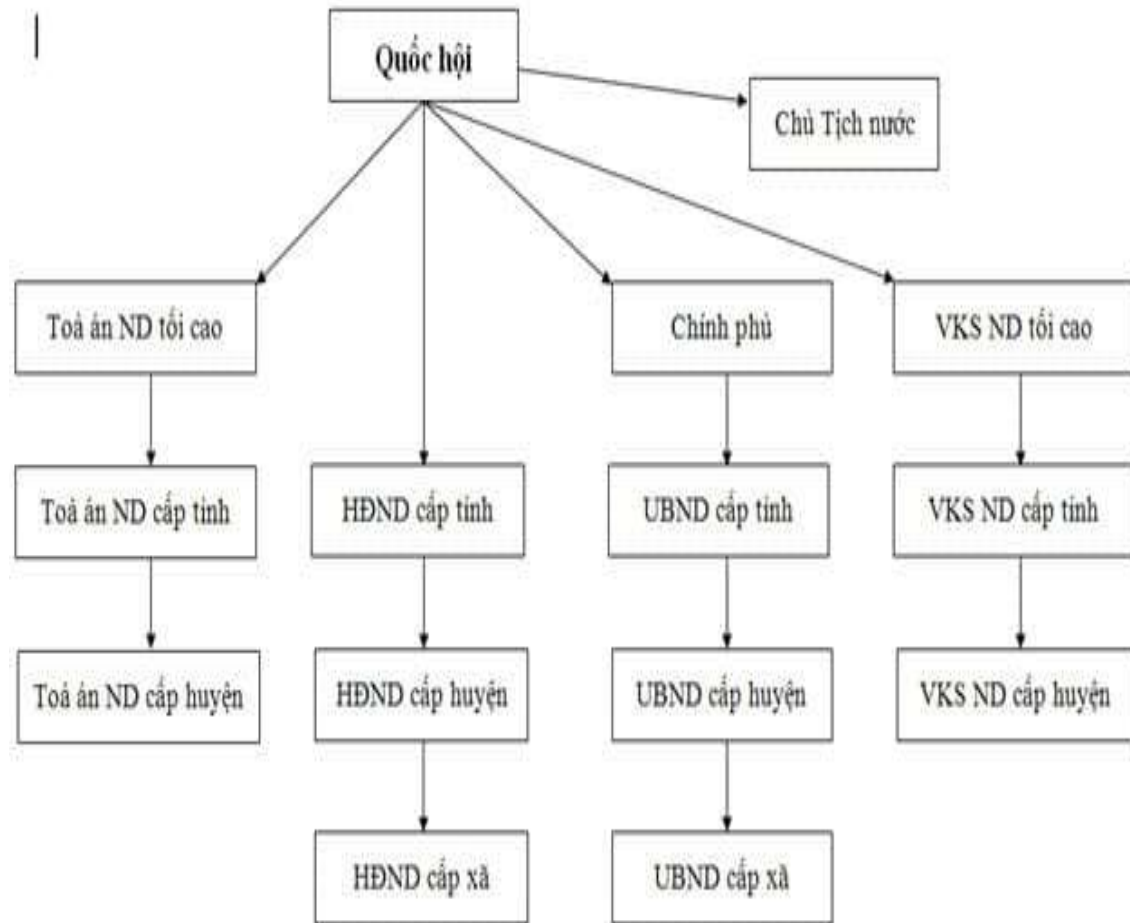 Quốc hội
Chủ Tịch nước
Toà án ND tối cao
Chính phủ
VKS ND tối cao
Toà án ND cấp tỉnh
HĐND cấp tỉnh
UBND cấp tỉnh
VKS ND cấp tỉnh
Toà án ND cấp huyện
HĐND cấp huyện
UBND cấp huyện
VKS ND cấp huyện
HĐND cấp xã
UBND cấp xã